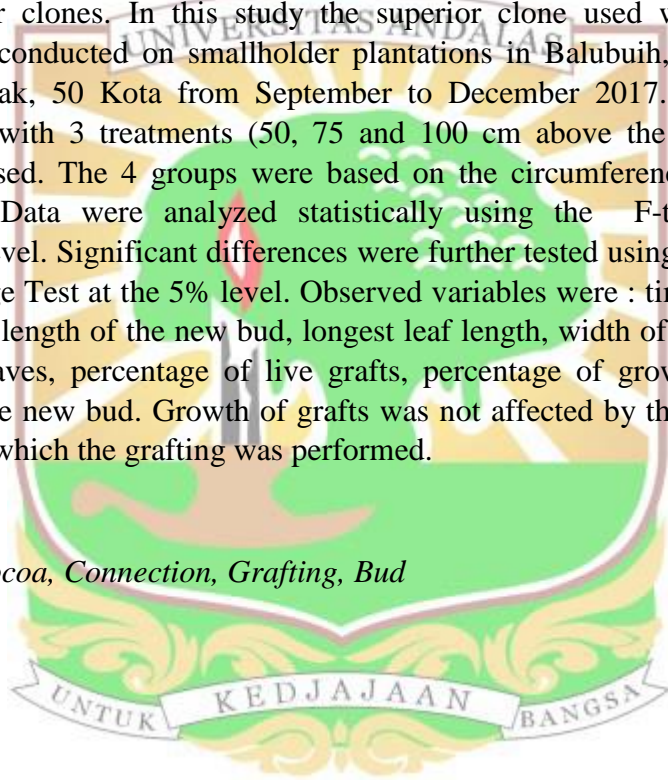 r clones. In this study the superior clone used w
UNIVERSITAS ANDALAS
conducted on smallholder plantations in Balubuih,
ak, 50 Kota from September to December 2017.
with 3 treatments (50, 75 and 100 cm above the
sed. The 4 groups were based on the circumferen
Data were analyzed statistically using the F-t
vel. Significant differences were further tested using
ge Test at the 5% level. Observed variables were : tim
length of the new bud, longest leaf length, width of
aves, percentage of live grafts, percentage of grov
e new bud. Growth of grafts was not affected by th
which the grafting was performed.
ocoa, Connection, Grafting, Bud
UNTUK KEDJAJAAN BANGSA